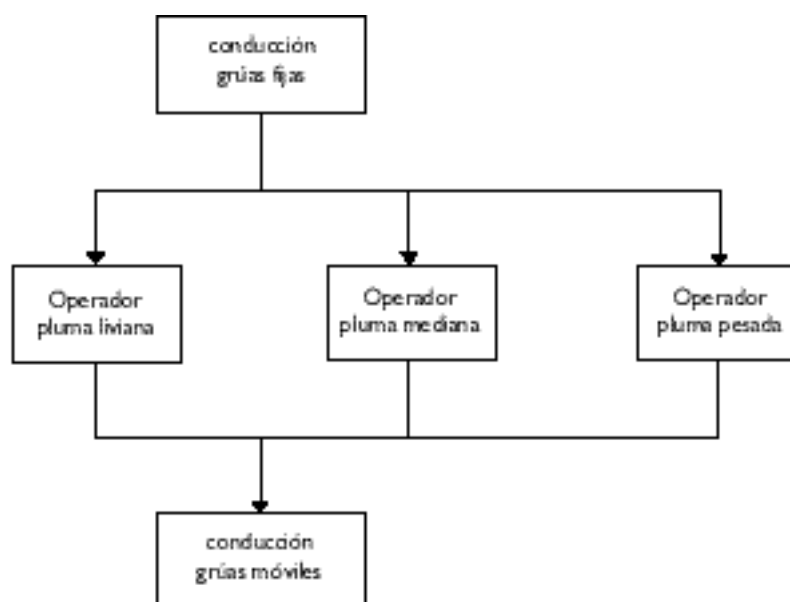 conducción
grúas fijas
Operador
pluma liviana
Operador
pluma mediana
Operador
pluma pesada
conducción
grúas móviles